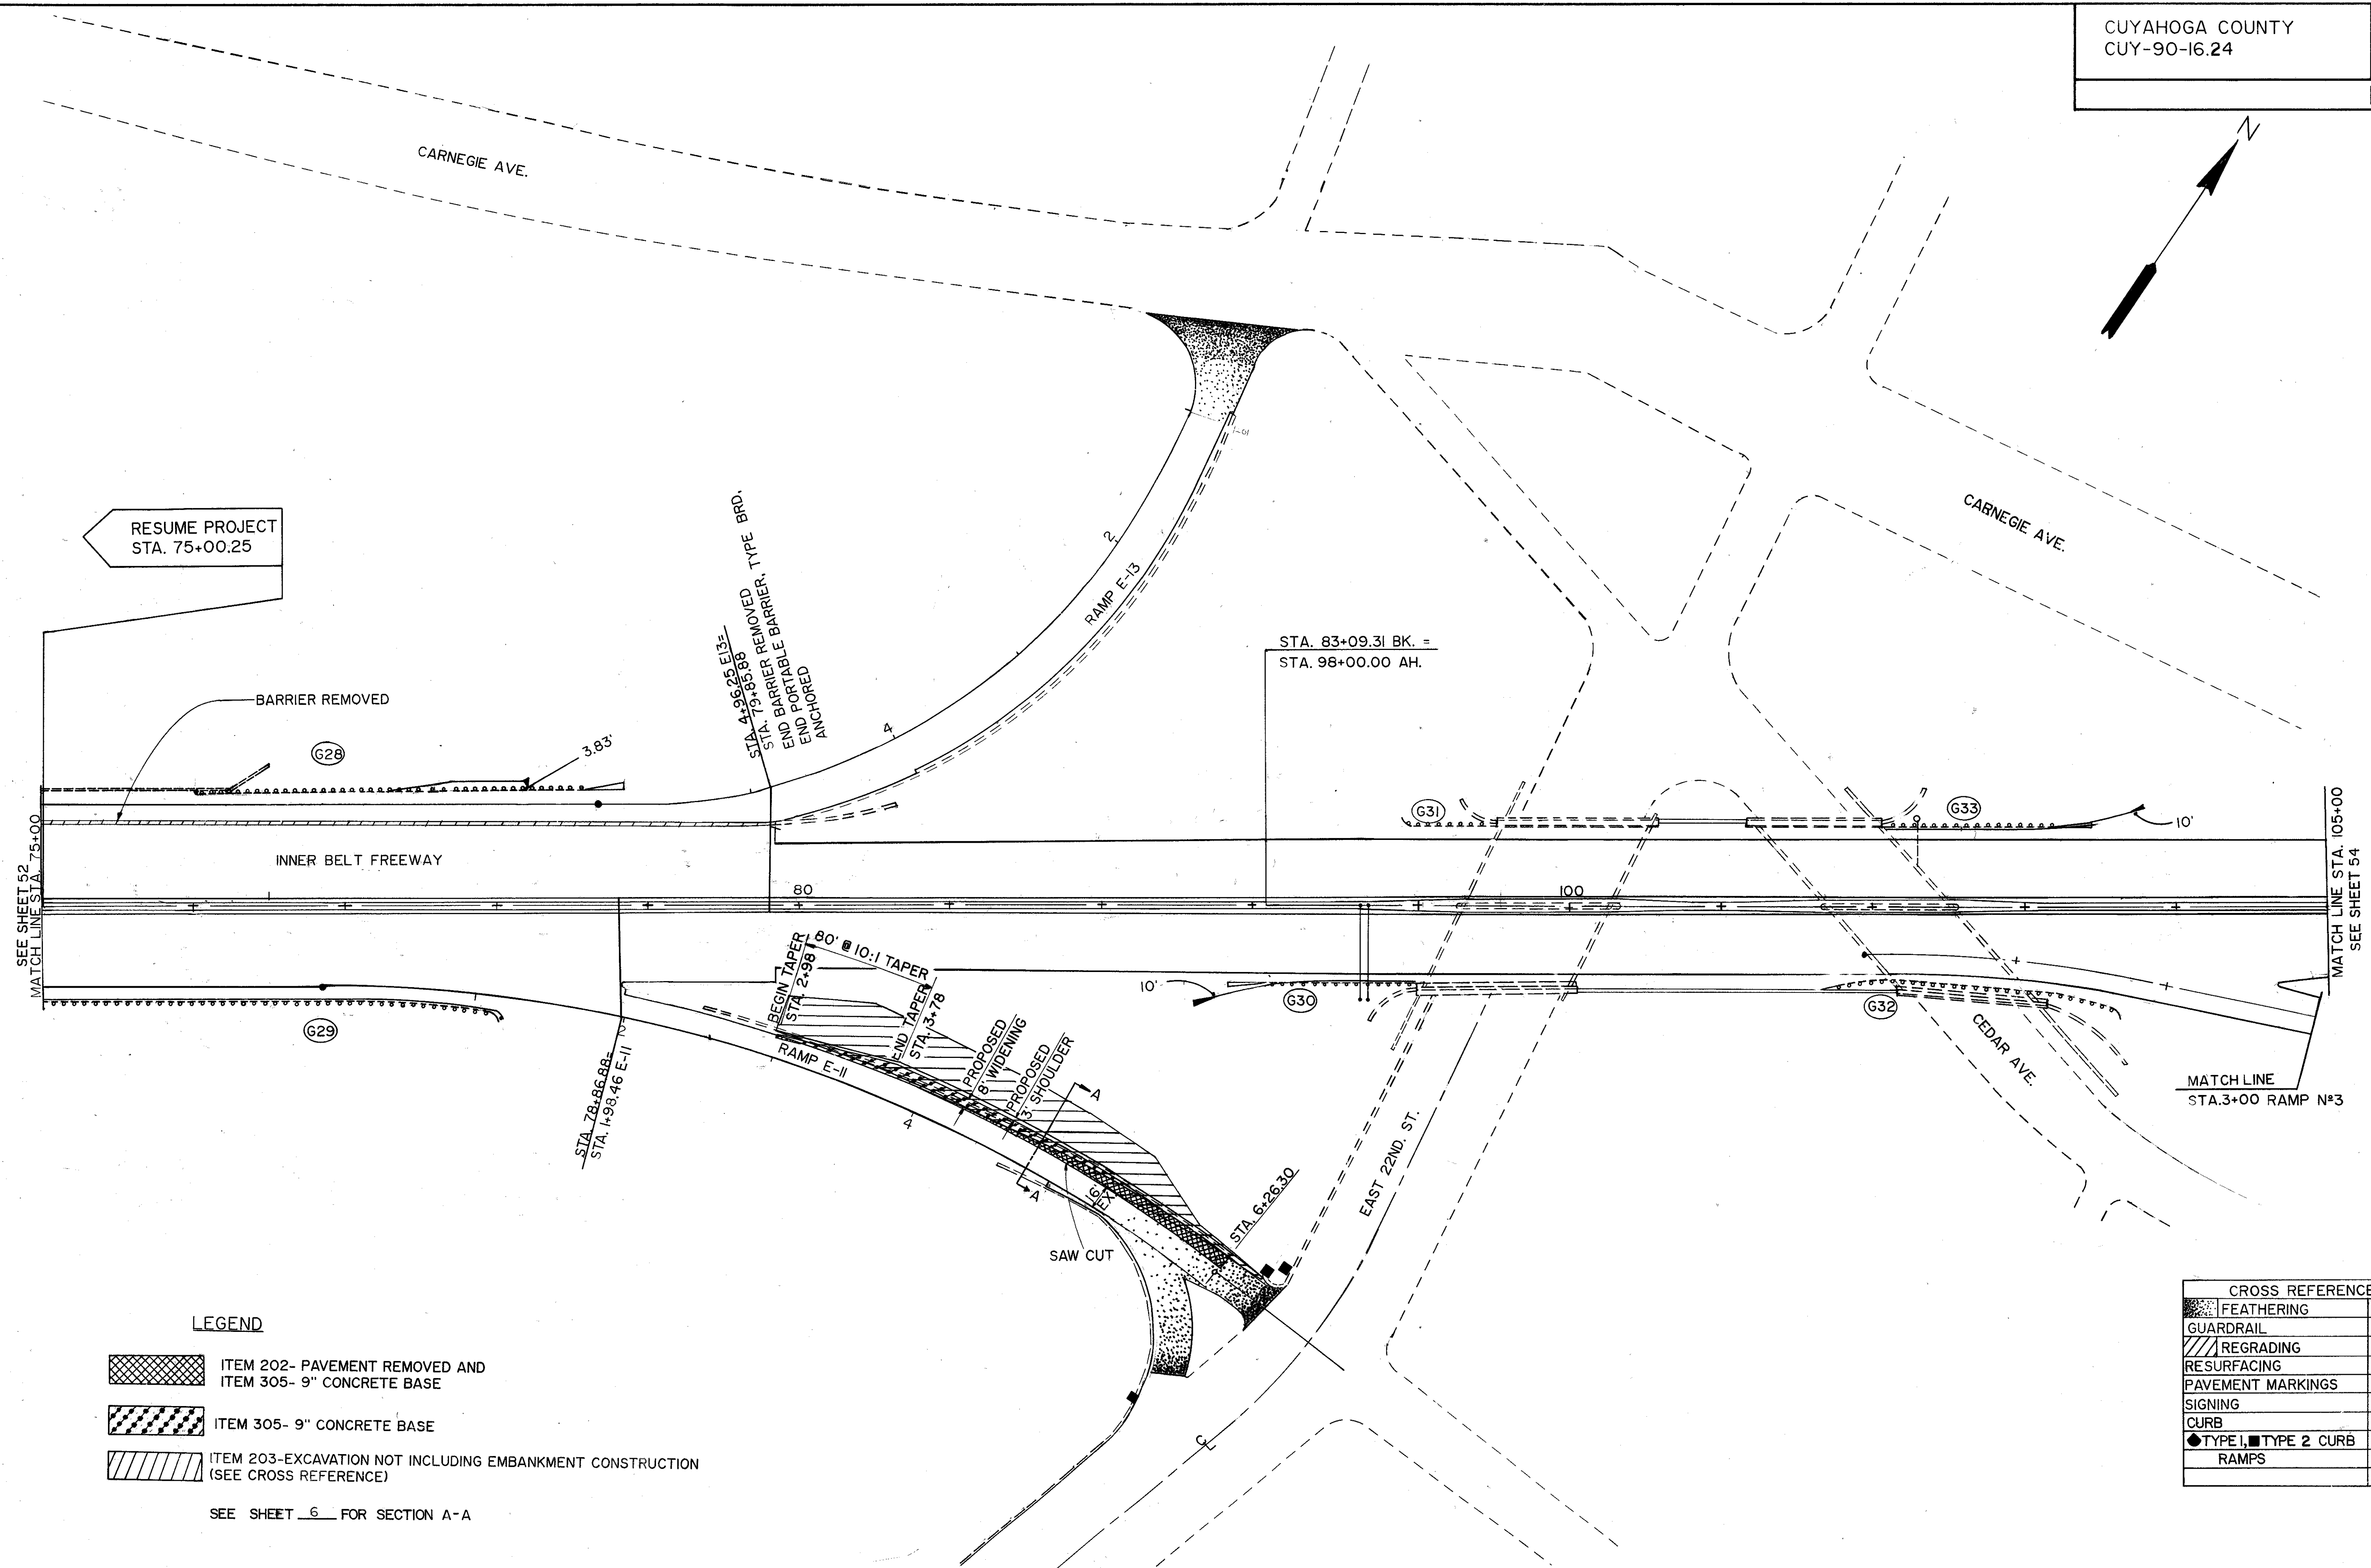 CUYAHOGA COUNTY
CUY-90-16.24
N
CARNEGIE AVE.
CARNEGIE AVE.
RESUME PROJECT
STA. 75+00.25
BARRIER REMOVED
G28
3.83'
STA. 4+96.25 E13=
STA. 79+85.88
END BARRIER REMOVED
END PORTABLE BARRIER, TYPE BRD,
ANCHORED
2
4
RAMP E-13
STA. 83+09.31 BK. =
STA. 98+00.00 AH.
G31
G33
10'
INNER BELT FREEWAY
80
100
SEE SHEET 52
MATCH LINE STA. 75+00
MATCH LINE STA. 105+00
SEE SHEET 54
G29
STA. 78+86.88=
STA. 1+98.46 E-11
2
BEGIN TAPER
STA. 2+98
80' @ 10:1 TAPER
END TAPER
STA. 3+78
PROPOSED
8' WIDENING
PROPOSED
3' SHOULDER
RAMP E-11
4
A
A
16'
EX.
SAW CUT
STA. 6+26.30
10'
G30
G32
EAST 22ND. ST.
CEDAR AVE.
MATCH LINE
STA.3+00 RAMP Nº3
CL
LEGEND
ITEM 202- PAVEMENT REMOVED AND
ITEM 305- 9" CONCRETE BASE
ITEM 305- 9" CONCRETE BASE
ITEM 203-EXCAVATION NOT INCLUDING EMBANKMENT CONSTRUCTION
(SEE CROSS REFERENCE)
SEE SHEET 6 FOR SECTION A-A
CROSS REFERENCE
FEATHERING
GUARDRAIL
REGRADING
RESURFACING
PAVEMENT MARKINGS
SIGNING
CURB
TYPE 1, TYPE 2 CURB
RAMPS